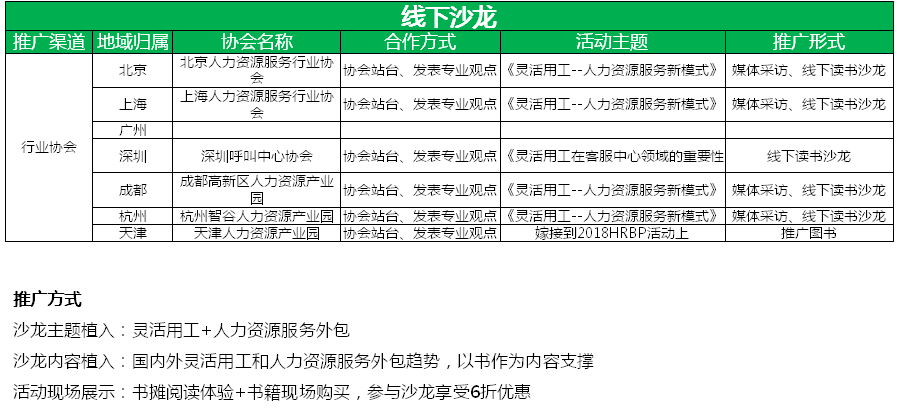 线下沙龙
推广渠道 地域归属 协会名称 合作方式 活动主题 推广形式
行业协会
北京 北京人力资源服务行业协会 协会站台、发表专业观点 《灵活用工--人力资源服务新模式》 媒体采访、线下读书沙龙
上海 上海人力资源服务行业协会 协会站台、发表专业观点 《灵活用工--人力资源服务新模式》 媒体采访、线下读书沙龙
广州
深圳 深圳呼叫中心协会 协会站台、发表专业观点 《灵活用工在客服中心领域的重要性 线下读书沙龙
成都 成都高新区人力资源产业园 协会站台、发表专业观点 《灵活用工--人力资源服务新模式》 媒体采访、线下读书沙龙
杭州 杭州智谷人力资源产业园 协会站台、发表专业观点 《灵活用工--人力资源服务新模式》 媒体采访、线下读书沙龙
天津 天津人力资源产业园 协会站台、发表专业观点 嫁接到2018HRBP活动上 推广图书
推广方式
沙龙主题植入：灵活用工+人力资源服务外包
沙龙内容植入：国内外灵活用工和人力资源服务外包趋势，以书作为内容支撑
活动现场展示：书摊阅读体验+书籍现场购买，参与沙龙享受6折优惠